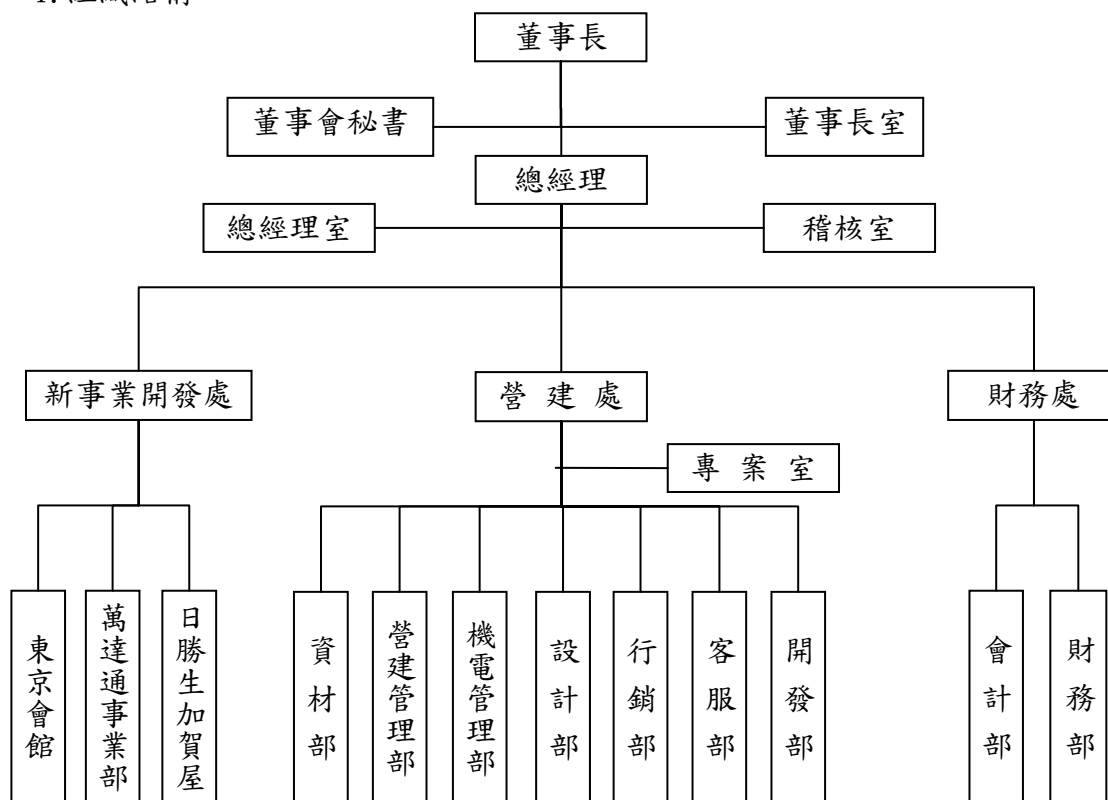 董事長
董事會秘書
董事長室
總經理
總經理室
稽核室
新事業開發處
營建處
財務處
專案室
東京會館
萬達通事業部
日勝生加賀屋
資材部
營建管理部
機電管理部
設計部
行銷部
客服部
開發部
會計部
財務部